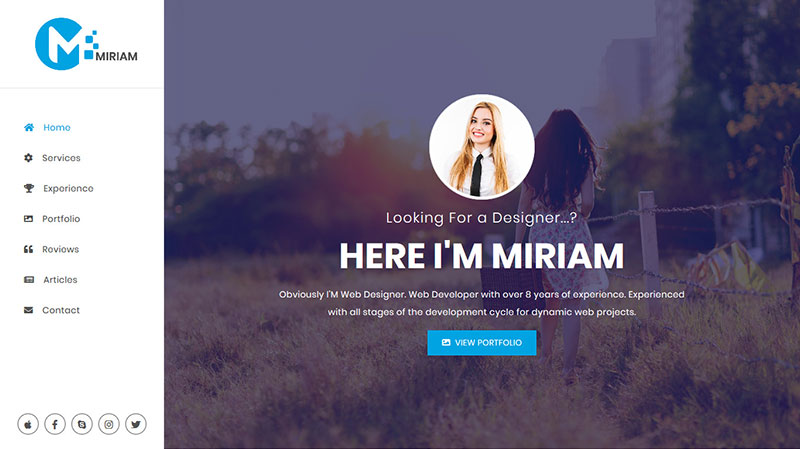 M MIRIAM
Home
Services
Experience
Portfolio
Reviews
Articles
Contact
Looking For a Designer...?
HERE I'M MIRIAM
Obviously I'M Web Designer. Web Developer with over 8 years of experience. Experienced
with all stages of the development cycle for dynamic web projects.
VIEW PORTFOLIO